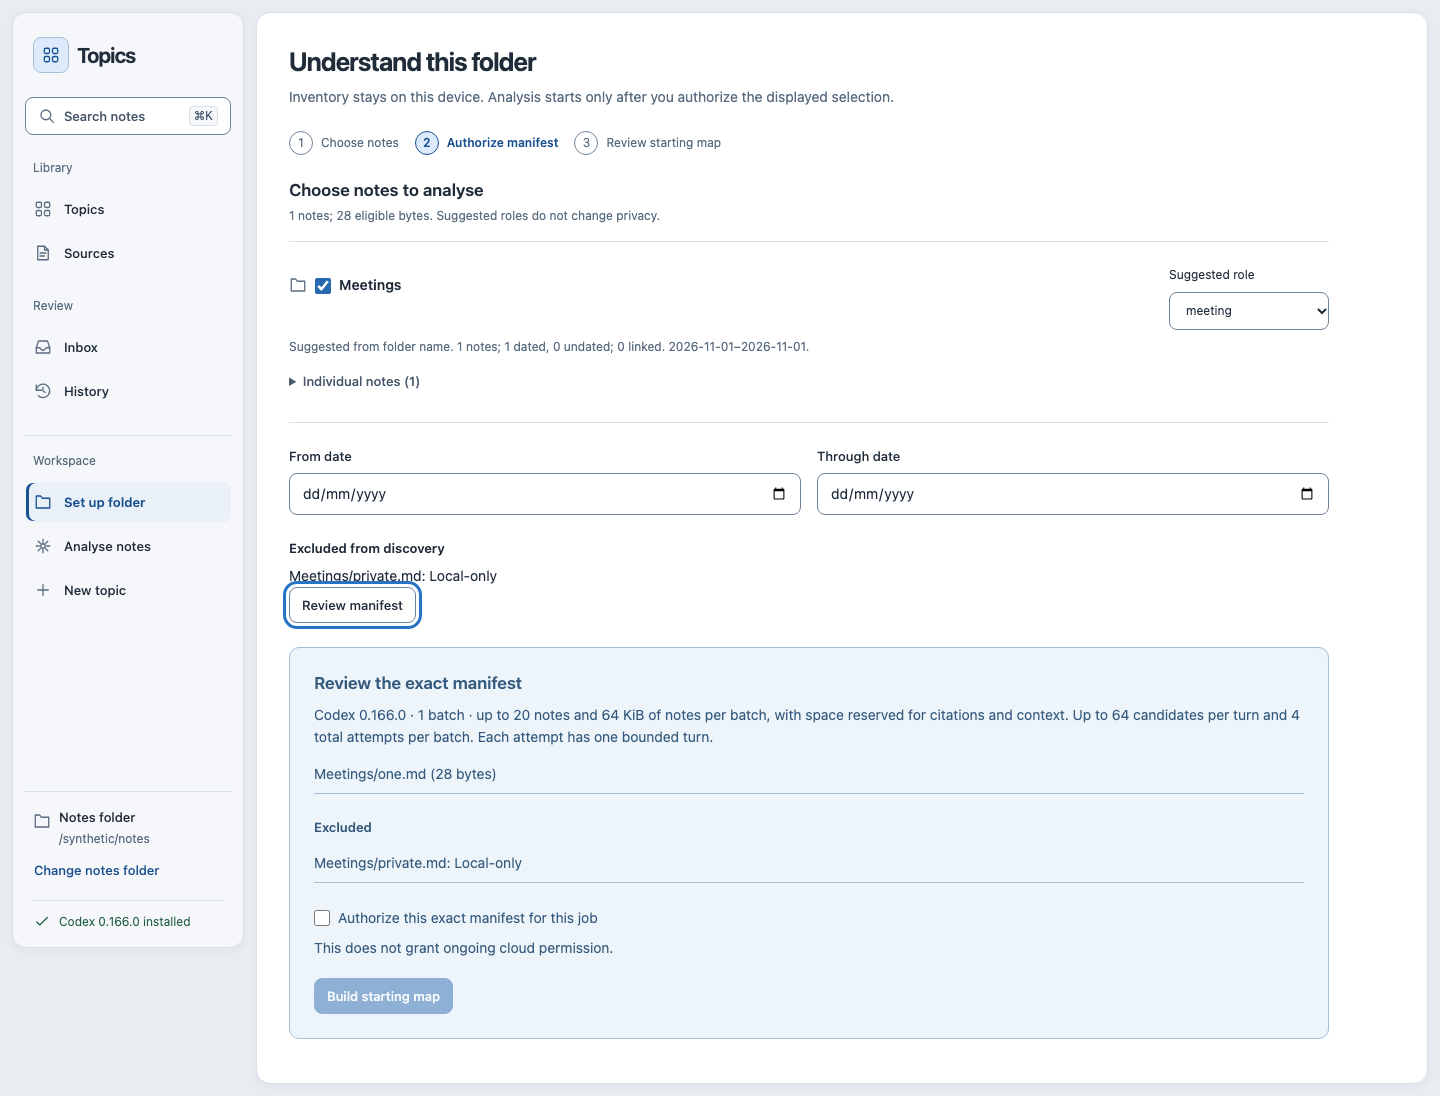 Topics
Search notes ⌘K
Library
Topics
Sources
Review
Inbox
History
Workspace
Set up folder
Analyse notes
New topic
Notes folder
/synthetic/notes
Change notes folder
Codex 0.166.0 installed
Understand this folder
Inventory stays on this device. Analysis starts only after you authorize the displayed selection.
1 Choose notes 2 Authorize manifest 3 Review starting map
Choose notes to analyse
1 notes; 28 eligible bytes. Suggested roles do not change privacy.
Meetings
Suggested role
meeting
Suggested from folder name. 1 notes; 1 dated, 0 undated; 0 linked. 2026-11-01–2026-11-01.
Individual notes (1)
From date
dd/mm/yyyy
Through date
dd/mm/yyyy
Excluded from discovery
Meetings/private.md: Local-only
Review manifest
Review the exact manifest
Codex 0.166.0 · 1 batch · up to 20 notes and 64 KiB of notes per batch, with space reserved for citations and context. Up to 64 candidates per turn and 4
total attempts per batch. Each attempt has one bounded turn.
Meetings/one.md (28 bytes)
Excluded
Meetings/private.md: Local-only
Authorize this exact manifest for this job
This does not grant ongoing cloud permission.
Build starting map